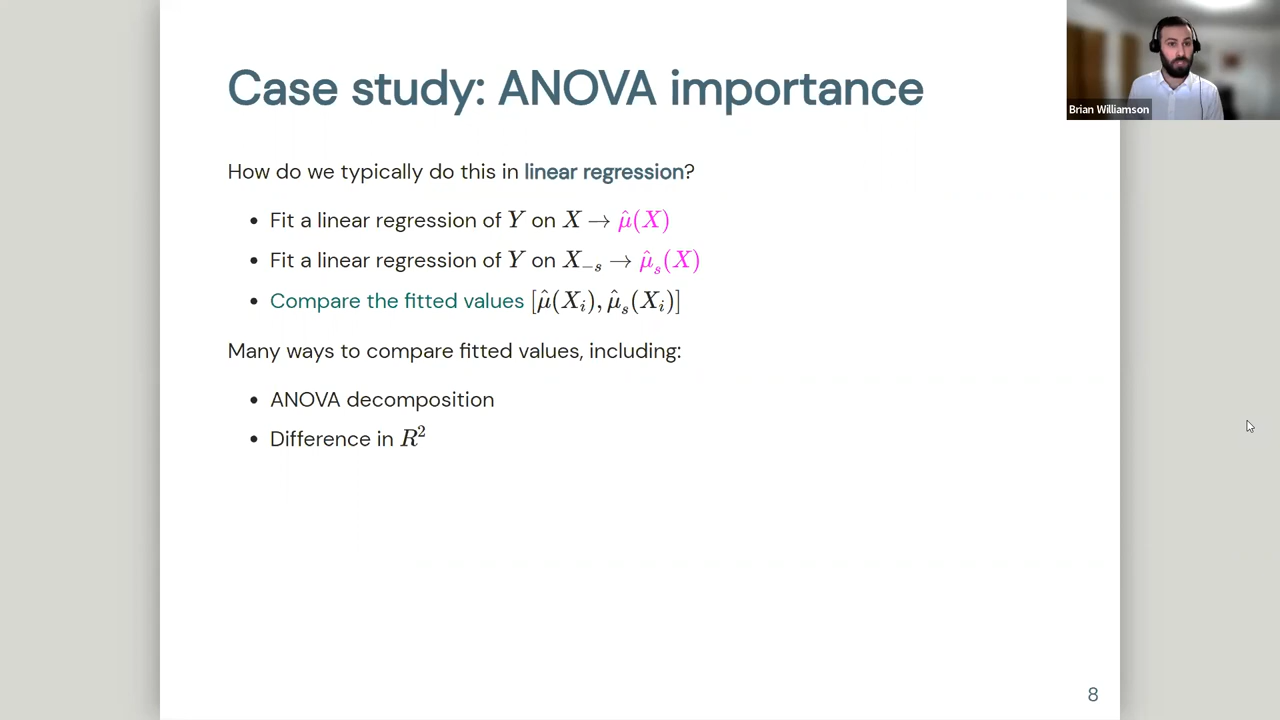 Case study: ANOVA importance
Brian Williamson
How do we typically do this in linear regression?
• Fit a linear regression of Y on X → μ̂(X)
• Fit a linear regression of Y on X₋ₛ → μ̂ₛ(X)
• Compare the fitted values [μ̂(Xᵢ), μ̂ₛ(Xᵢ)]
Many ways to compare fitted values, including:
• ANOVA decomposition
• Difference in R²
8